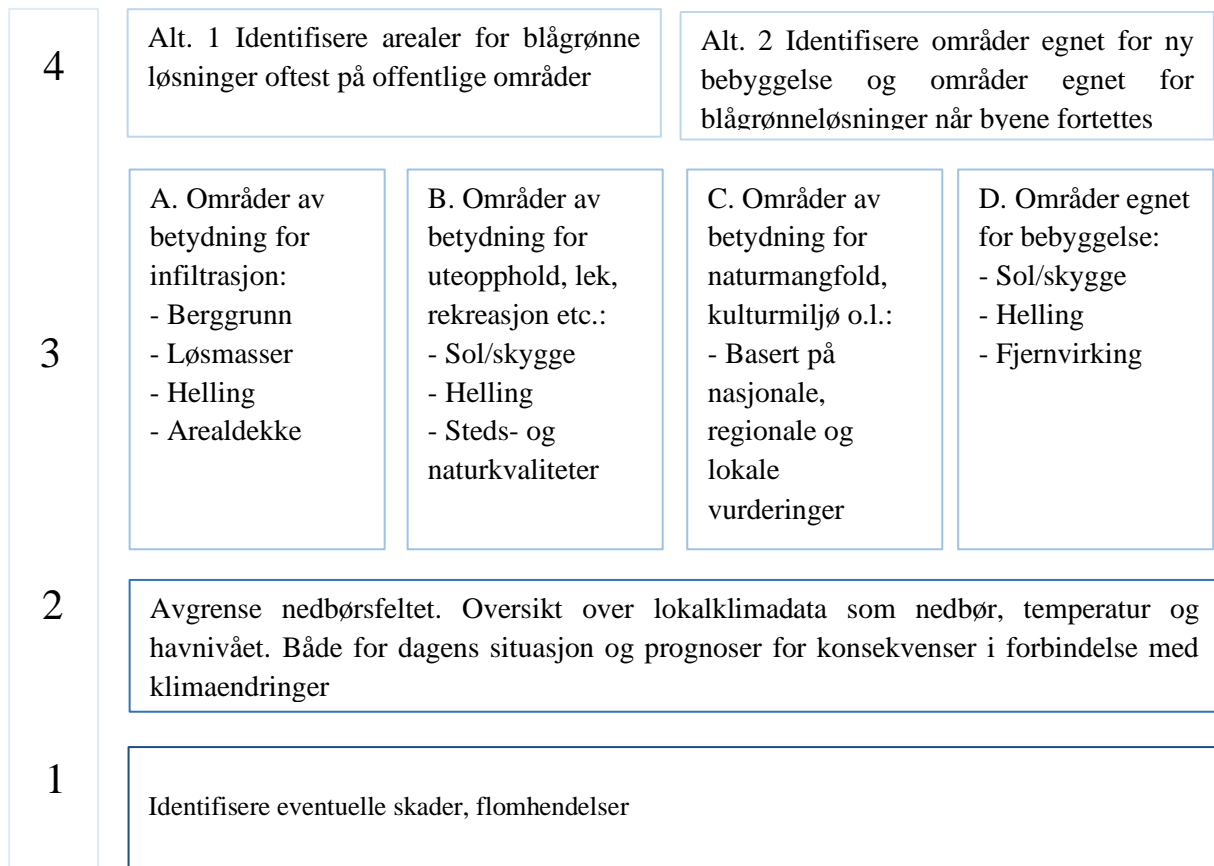 4
Alt. 1 Identifisere arealer for blågrønne
løsninger oftest på offentlige områder
Alt. 2 Identifisere områder egnet for ny
bebyggelse og områder egnet for
blågrønneløsninger når byene fortettes
3
A. Områder av
betydning for
infiltrasjon:
- Berggrunn
- Løsmasser
- Helling
- Arealdekke
B. Områder av
betydning for
uteopphold, lek,
rekreasjon etc.:
- Sol/skygge
- Helling
- Steds- og
naturkvaliteter
C. Områder av
betydning for
naturmangfold,
kulturmiljø o.l.:
- Basert på
nasjonale,
regionale og
lokale
vurderinger
D. Områder egnet
for bebyggelse:
- Sol/skygge
- Helling
- Fjernvirking
2
Avgrense nedbørsfeltet. Oversikt over lokalklimadata som nedbør, temperatur og
havnivået. Både for dagens situasjon og prognoser for konsekvenser i forbindelse med
klimaendringer
1
Identifisere eventuelle skader, flomhendelser